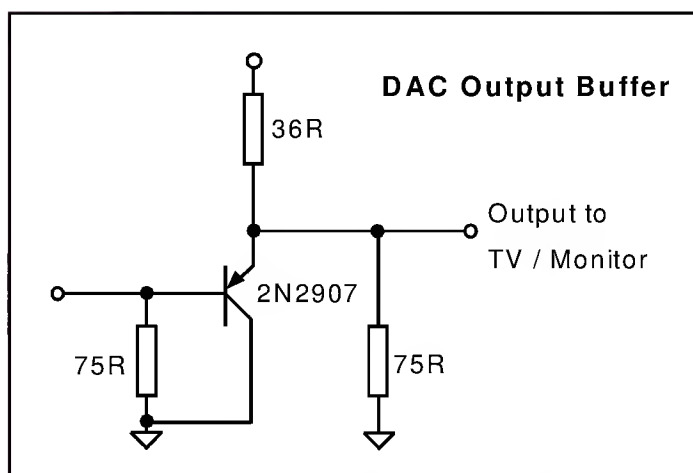 DAC Output Buffer
36R
Output to
TV / Monitor
2N2907
75R
75R